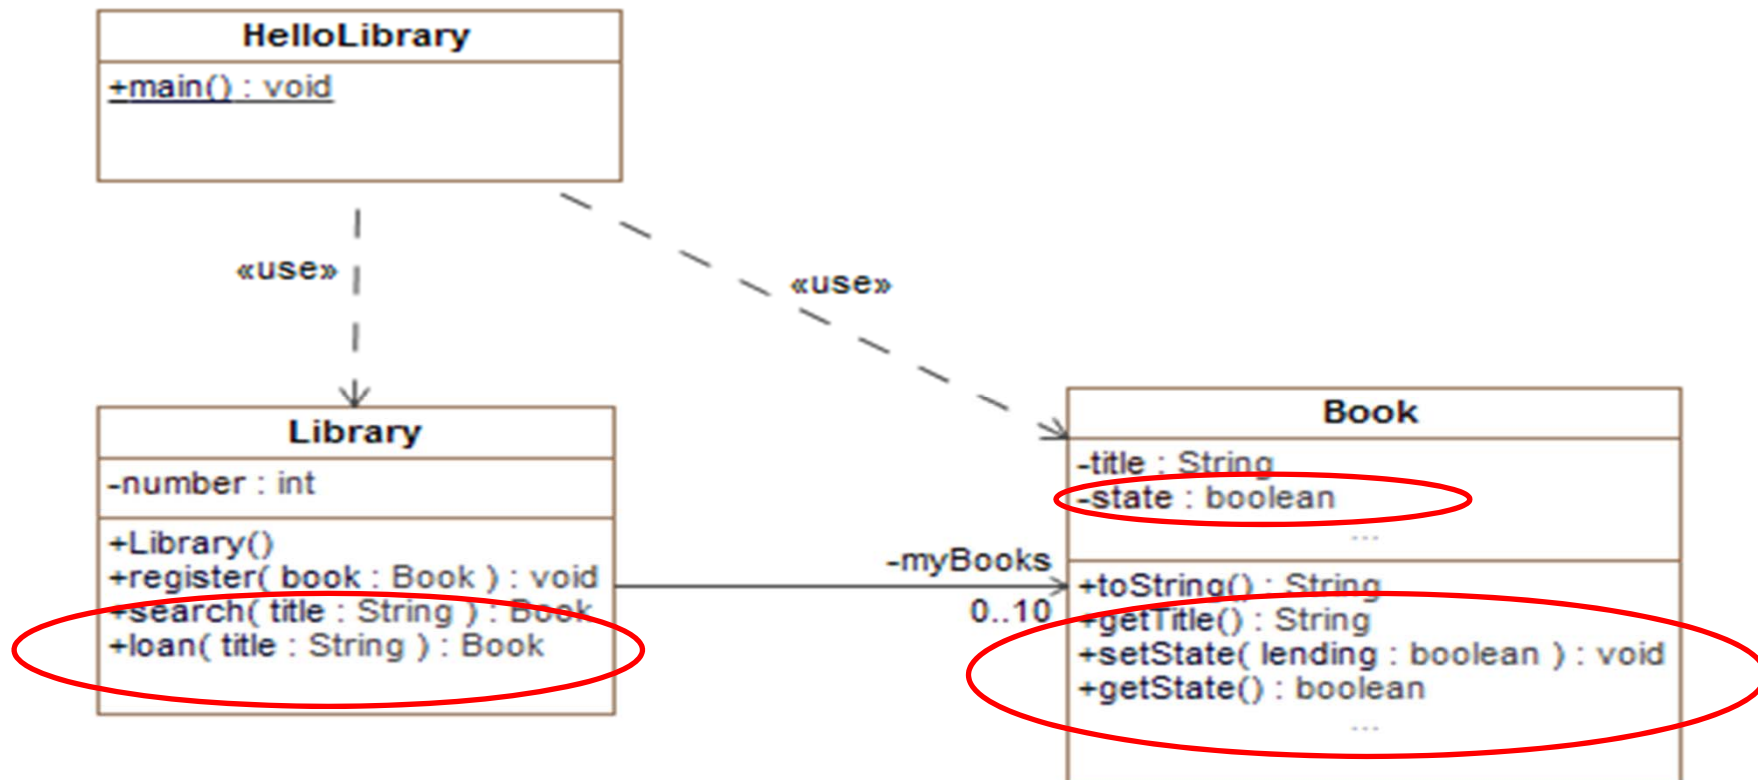 HelloLibrary
+main() : void
«use»
«use»
Library
-number : int
+Library()
+register( book : Book ) : void
+search( title : String ) : Book
+loan( title : String ) : Book
-myBooks
0..10
Book
-title : String
-state : boolean
...
+toString() : String
+getTitle() : String
+setState( lending : boolean ) : void
+getState() : boolean
...